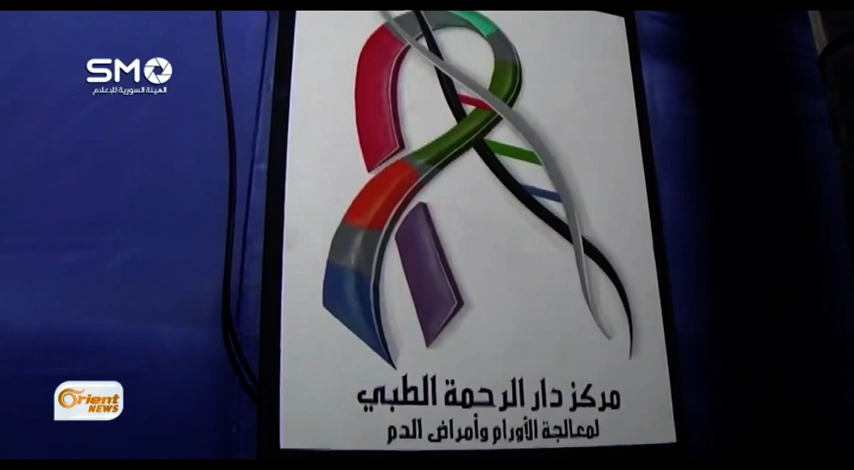 SMO
الهيئة السورية للإعلام
مركز دار الرحمة الطبي
لمعالجة الأورام وأمراض الدم
Orient
NEWS